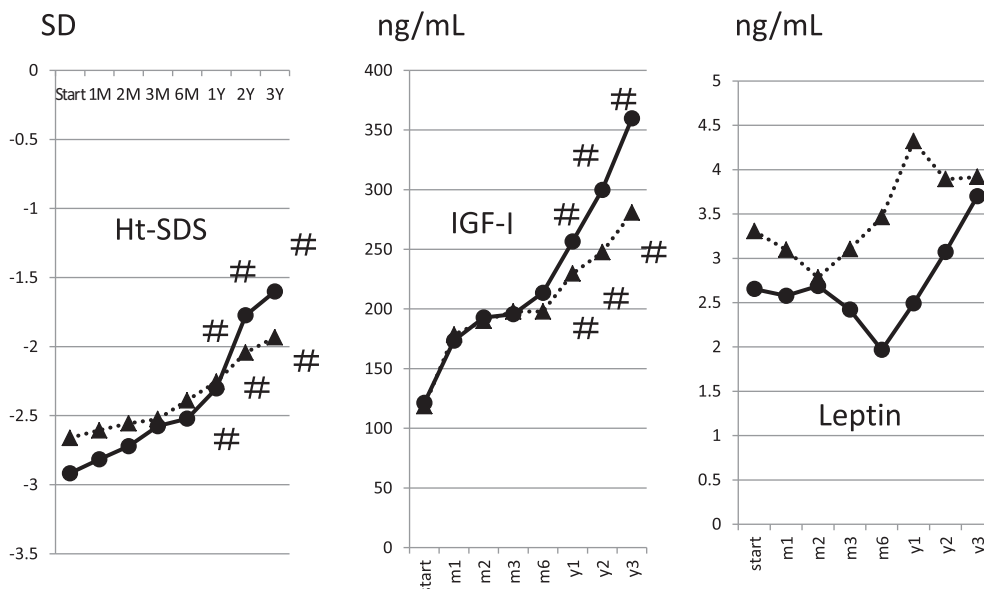 SD
0
-0.5
-1
-1.5
-2
-2.5
-3
-3.5
Start 1M 2M 3M 6M 1Y 2Y 3Y
Ht-SDS
#
#
#
#
#
#
ng/mL
400
350
300
250
200
150
100
50
0
IGF-I
#
#
#
#
#
#
start
m1
m2
m3
m6
y1
y2
y3
ng/mL
5
4.5
4
3.5
3
2.5
2
1.5
1
0.5
0
Leptin
start
m1
m2
m3
m6
y1
y2
y3